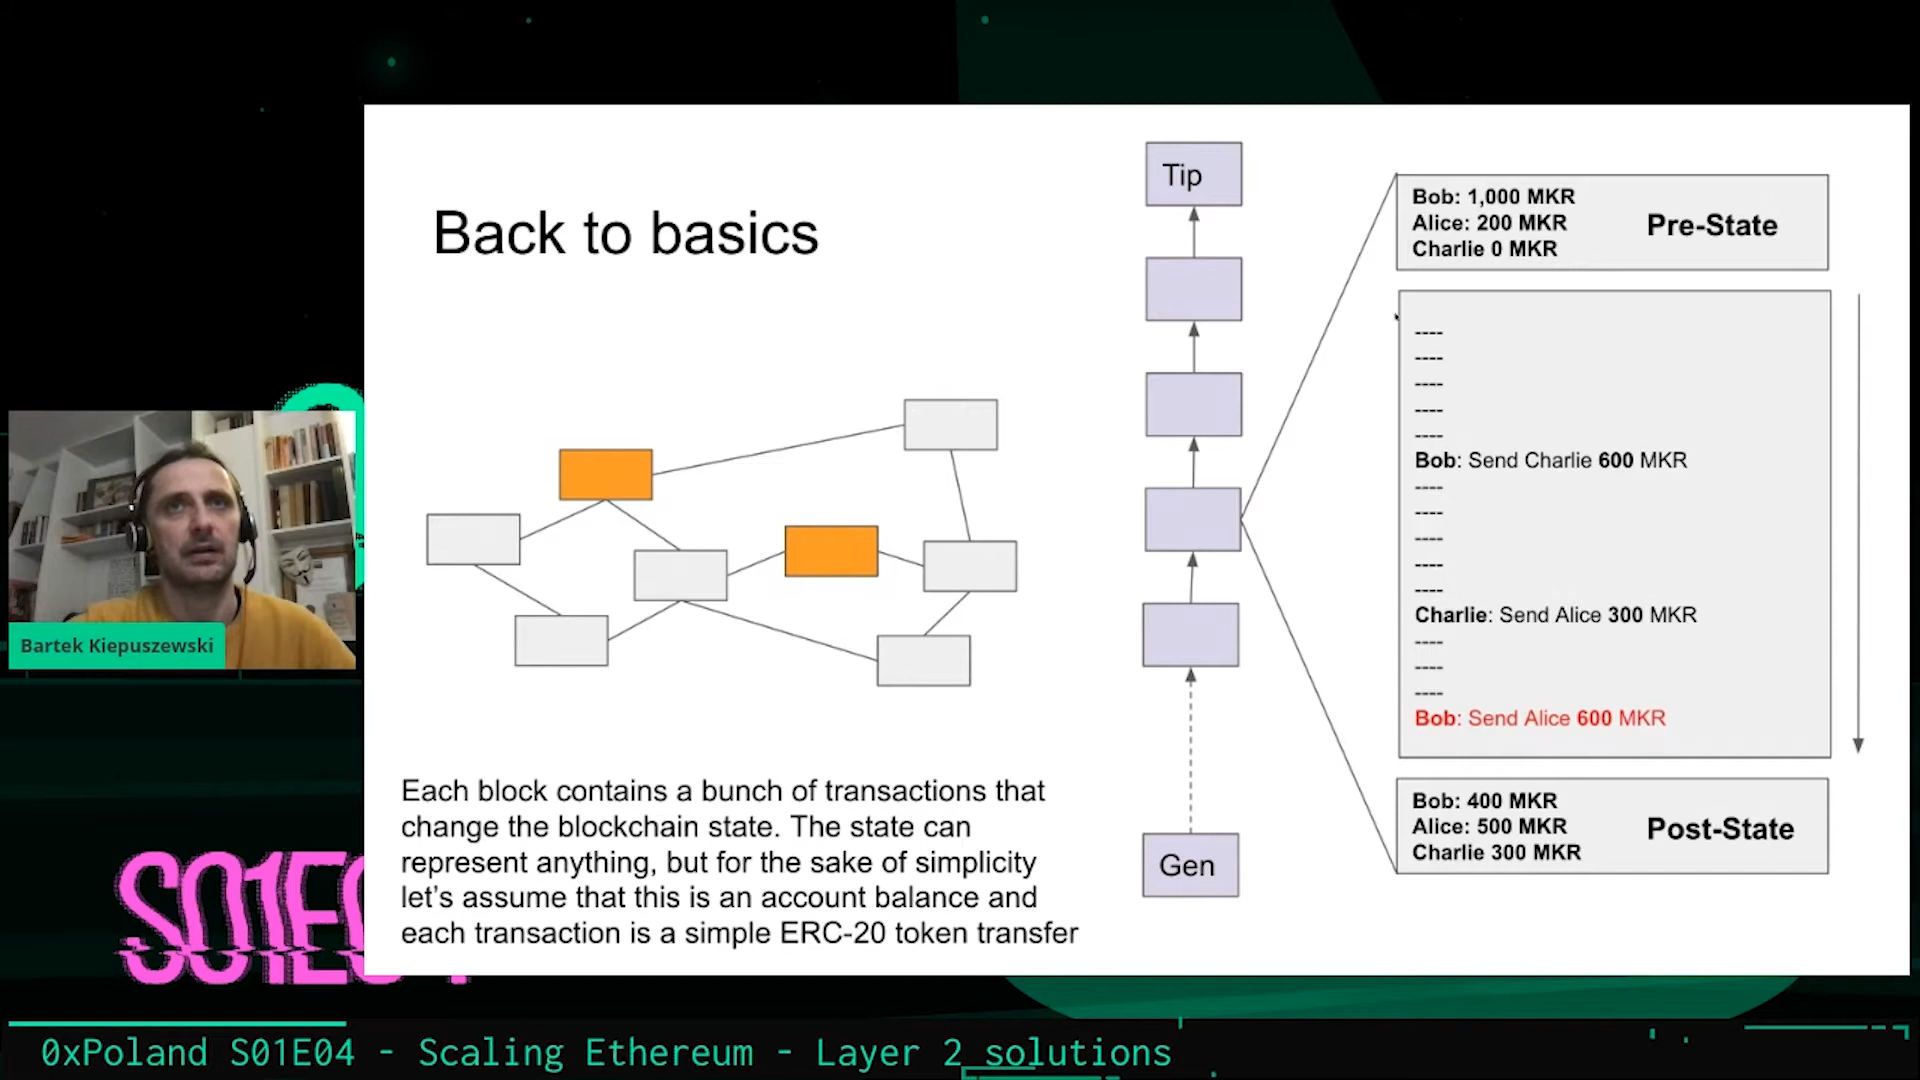 Back to basics
Each block contains a bunch of transactions that
change the blockchain state. The state can
represent anything, but for the sake of simplicity
let's assume that this is an account balance and
each transaction is a simple ERC-20 token transfer
Tip
Gen
Bob: 1,000 MKR
Alice: 200 MKR
Charlie 0 MKR
Pre-State
----
----
----
----
----
Bob: Send Charlie 600 MKR
----
----
----
----
----
Charlie: Send Alice 300 MKR
----
----
----
Bob: Send Alice 600 MKR
Bob: 400 MKR
Alice: 500 MKR
Charlie 300 MKR
Post-State
Bartek Kiepuszewski
0xPoland S01E04 - Scaling Ethereum - Layer 2 solutions